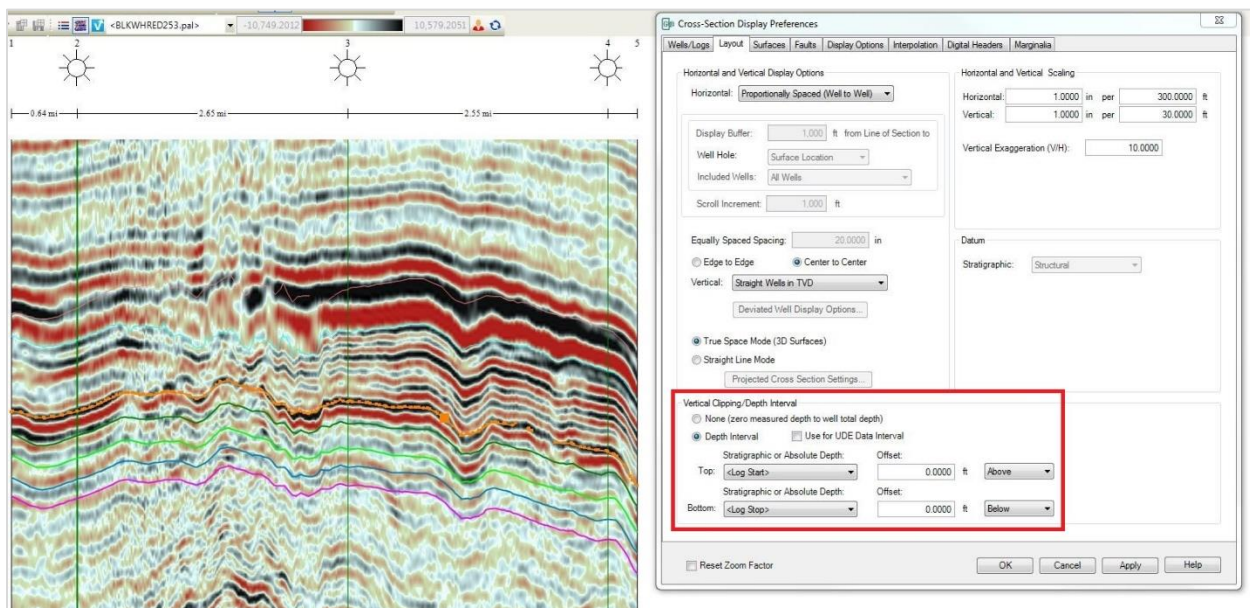 <BLKWHRED253.pal>
-10,749.2012
10,579.2051
1 2 3 4 5
0.64 mi
2.65 mi
2.55 mi
Cross-Section Display Preferences
Wells/Logs Layout Surfaces Faults Display Options Interpolation Digital Headers Marginalia
Horizontal and Vertical Display Options
Horizontal: Proportionally Spaced (Well to Well)
Display Buffer: 1,000 ft from Line of Section to
Well Hole: Surface Location
Included Wells: All Wells
Scroll Increment: 1,000 ft
Equally Spaced Spacing: 20.0000 in
Edge to Edge Center to Center
Vertical: Straight Wells in TVD
Deviated Well Display Options...
True Space Mode (3D Surfaces)
Straight Line Mode
Projected Cross Section Settings...
Horizontal and Vertical Scaling
Horizontal: 1.0000 in per 300.0000 ft
Vertical: 1.0000 in per 30.0000 ft
Vertical Exaggeration (V/H): 10.0000
Datum
Stratigraphic: Structural
Vertical Clipping/Depth Interval
None (zero measured depth to well total depth)
Depth Interval Use for UDE Data Interval
Stratigraphic or Absolute Depth: Offset:
Top: <Log Start> 0.0000 ft Above
Stratigraphic or Absolute Depth: Offset:
Bottom: <Log Stop> 0.0000 ft Below
Reset Zoom Factor
OK Cancel Apply Help